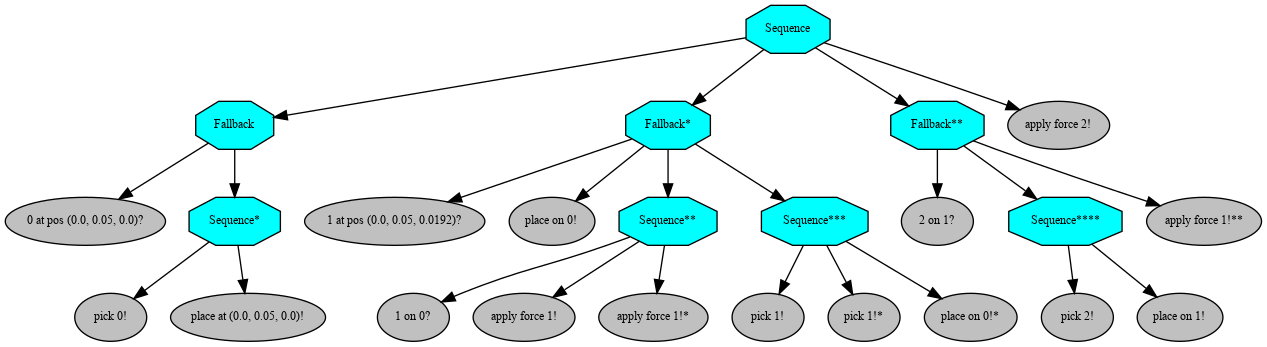 Sequence
Fallback
Fallback*
Fallback**
apply force 2!
0 at pos (0.0, 0.05, 0.0)?
Sequence*
1 at pos (0.0, 0.05, 0.0192)?
place on 0!
Sequence**
Sequence***
2 on 1?
Sequence****
apply force 1!**
pick 0!
place at (0.0, 0.05, 0.0)!
1 on 0?
apply force 1!
apply force 1!*
pick 1!
pick 1!*
place on 0!*
pick 2!
place on 1!